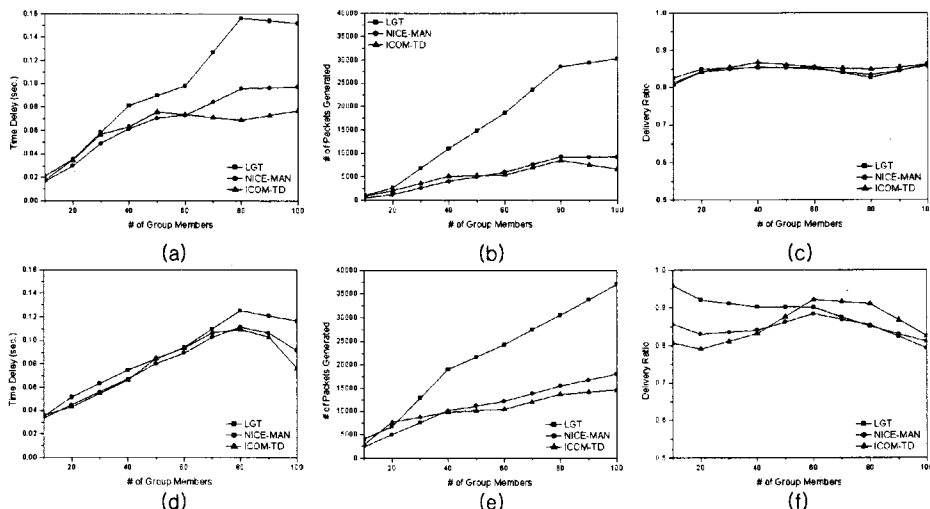 0.16
0.14
0.12
0.10
0.08
0.06
0.04
0.02
0.00
Time Delay (sec.)
LGT
NICE-MAN
ICOM-TD
20
40
60
80
100
# of Group Members
(a)
40000
35000
30000
25000
20000
15000
10000
5000
0
# of Packets Generated
LGT
NICE-MAN
ICOM-TD
20
40
60
80
100
# of Group Members
(b)
1.0
0.9
0.8
0.7
0.6
0.5
Delivery Ratio
LGT
NICE-MAN
ICOM-TD
20
40
60
80
100
# of Group Members
(c)
0.16
0.14
0.12
0.10
0.08
0.06
0.04
0.02
0.00
Time Delay (sec.)
LGT
NICE-MAN
ICOM-TD
20
40
60
80
100
# of Group Members
(d)
40000
35000
30000
25000
20000
15000
10000
5000
0
# of Packets Generated
LGT
NICE-MAN
ICOM-TD
20
40
60
80
100
# of Group Members
(e)
1.0
0.9
0.8
0.7
0.6
0.5
Delivery Ratio
LGT
NICE-MAN
ICOM-TD
20
40
60
80
100
# of Group Members
(f)